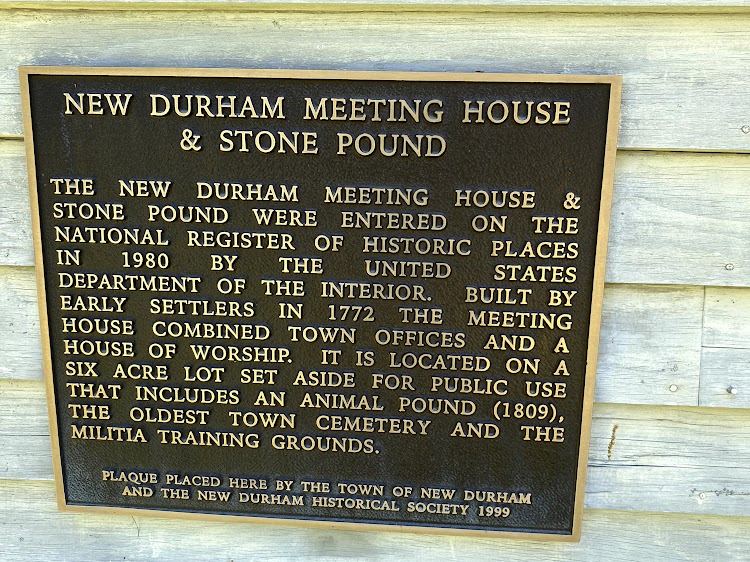 NEW DURHAM MEETING HOUSE
& STONE POUND
THE NEW DURHAM MEETING HOUSE &
STONE POUND WERE ENTERED ON THE
NATIONAL REGISTER OF HISTORIC PLACES
IN 1980 BY THE UNITED STATES
DEPARTMENT OF THE INTERIOR. BUILT BY
EARLY SETTLERS IN 1772 THE MEETING
HOUSE COMBINED TOWN OFFICES AND A
HOUSE OF WORSHIP. IT IS LOCATED ON A
SIX ACRE LOT SET ASIDE FOR PUBLIC USE
THAT INCLUDES AN ANIMAL POUND (1809),
THE OLDEST TOWN CEMETERY AND THE
MILITIA TRAINING GROUNDS.
PLAQUE PLACED HERE BY THE TOWN OF NEW DURHAM
AND THE NEW DURHAM HISTORICAL SOCIETY 1999